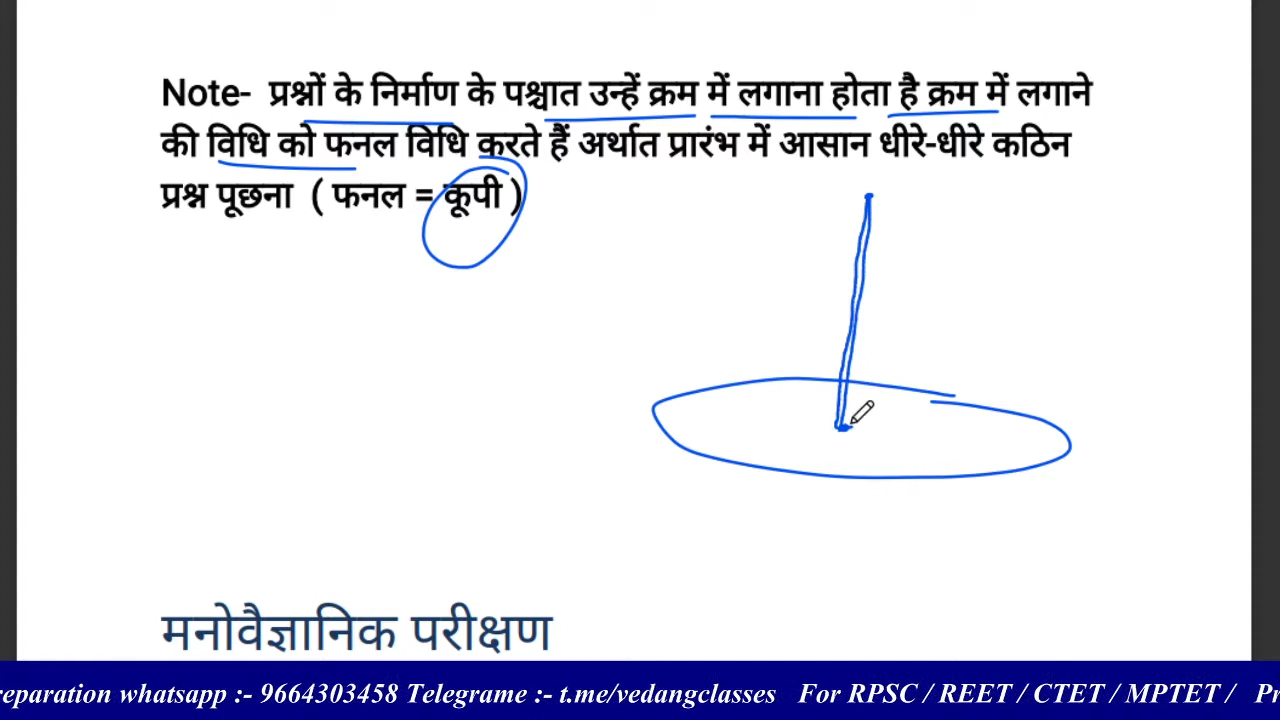 Note- प्रश्नों के निर्माण के पश्चात उन्हें क्रम में लगाना होता है क्रम में लगाने
की विधि को फनल विधि करते हैं अर्थात प्रारंभ में आसान धीरे-धीरे कठिन
प्रश्न पूछना ( फनल = कूपी )
मनोवैज्ञानिक परीक्षण
reparation whatsapp :- 9664303458 Telegrame :- t.me/vedangclasses For RPSC / REET / CTET / MPTET / Pr